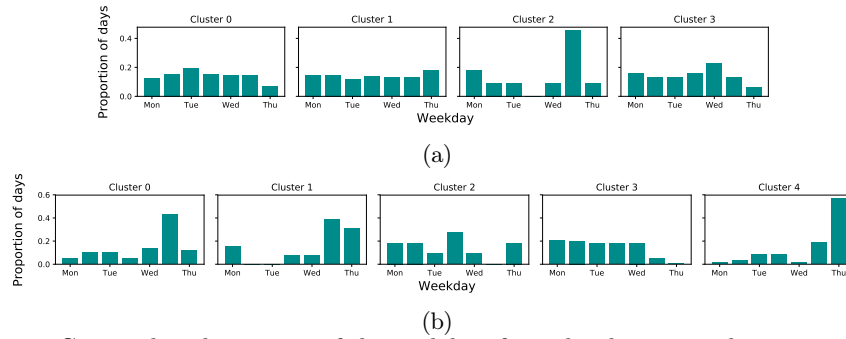 Cluster 0 Cluster 1 Cluster 2 Cluster 3
Proportion of days
0.4
0.2
0.0
Mon Tue Wed Thu Mon Tue Wed Thu Mon Tue Wed Thu Mon Tue Wed Thu
Weekday
(a)
Cluster 0 Cluster 1 Cluster 2 Cluster 3 Cluster 4
Proportion of days
0.6
0.4
0.2
0.0
Mon Tue Wed Thu Mon Tue Wed Thu Mon Tue Wed Thu Mon Tue Wed Thu Mon Tue Wed Thu
Weekday
(b)